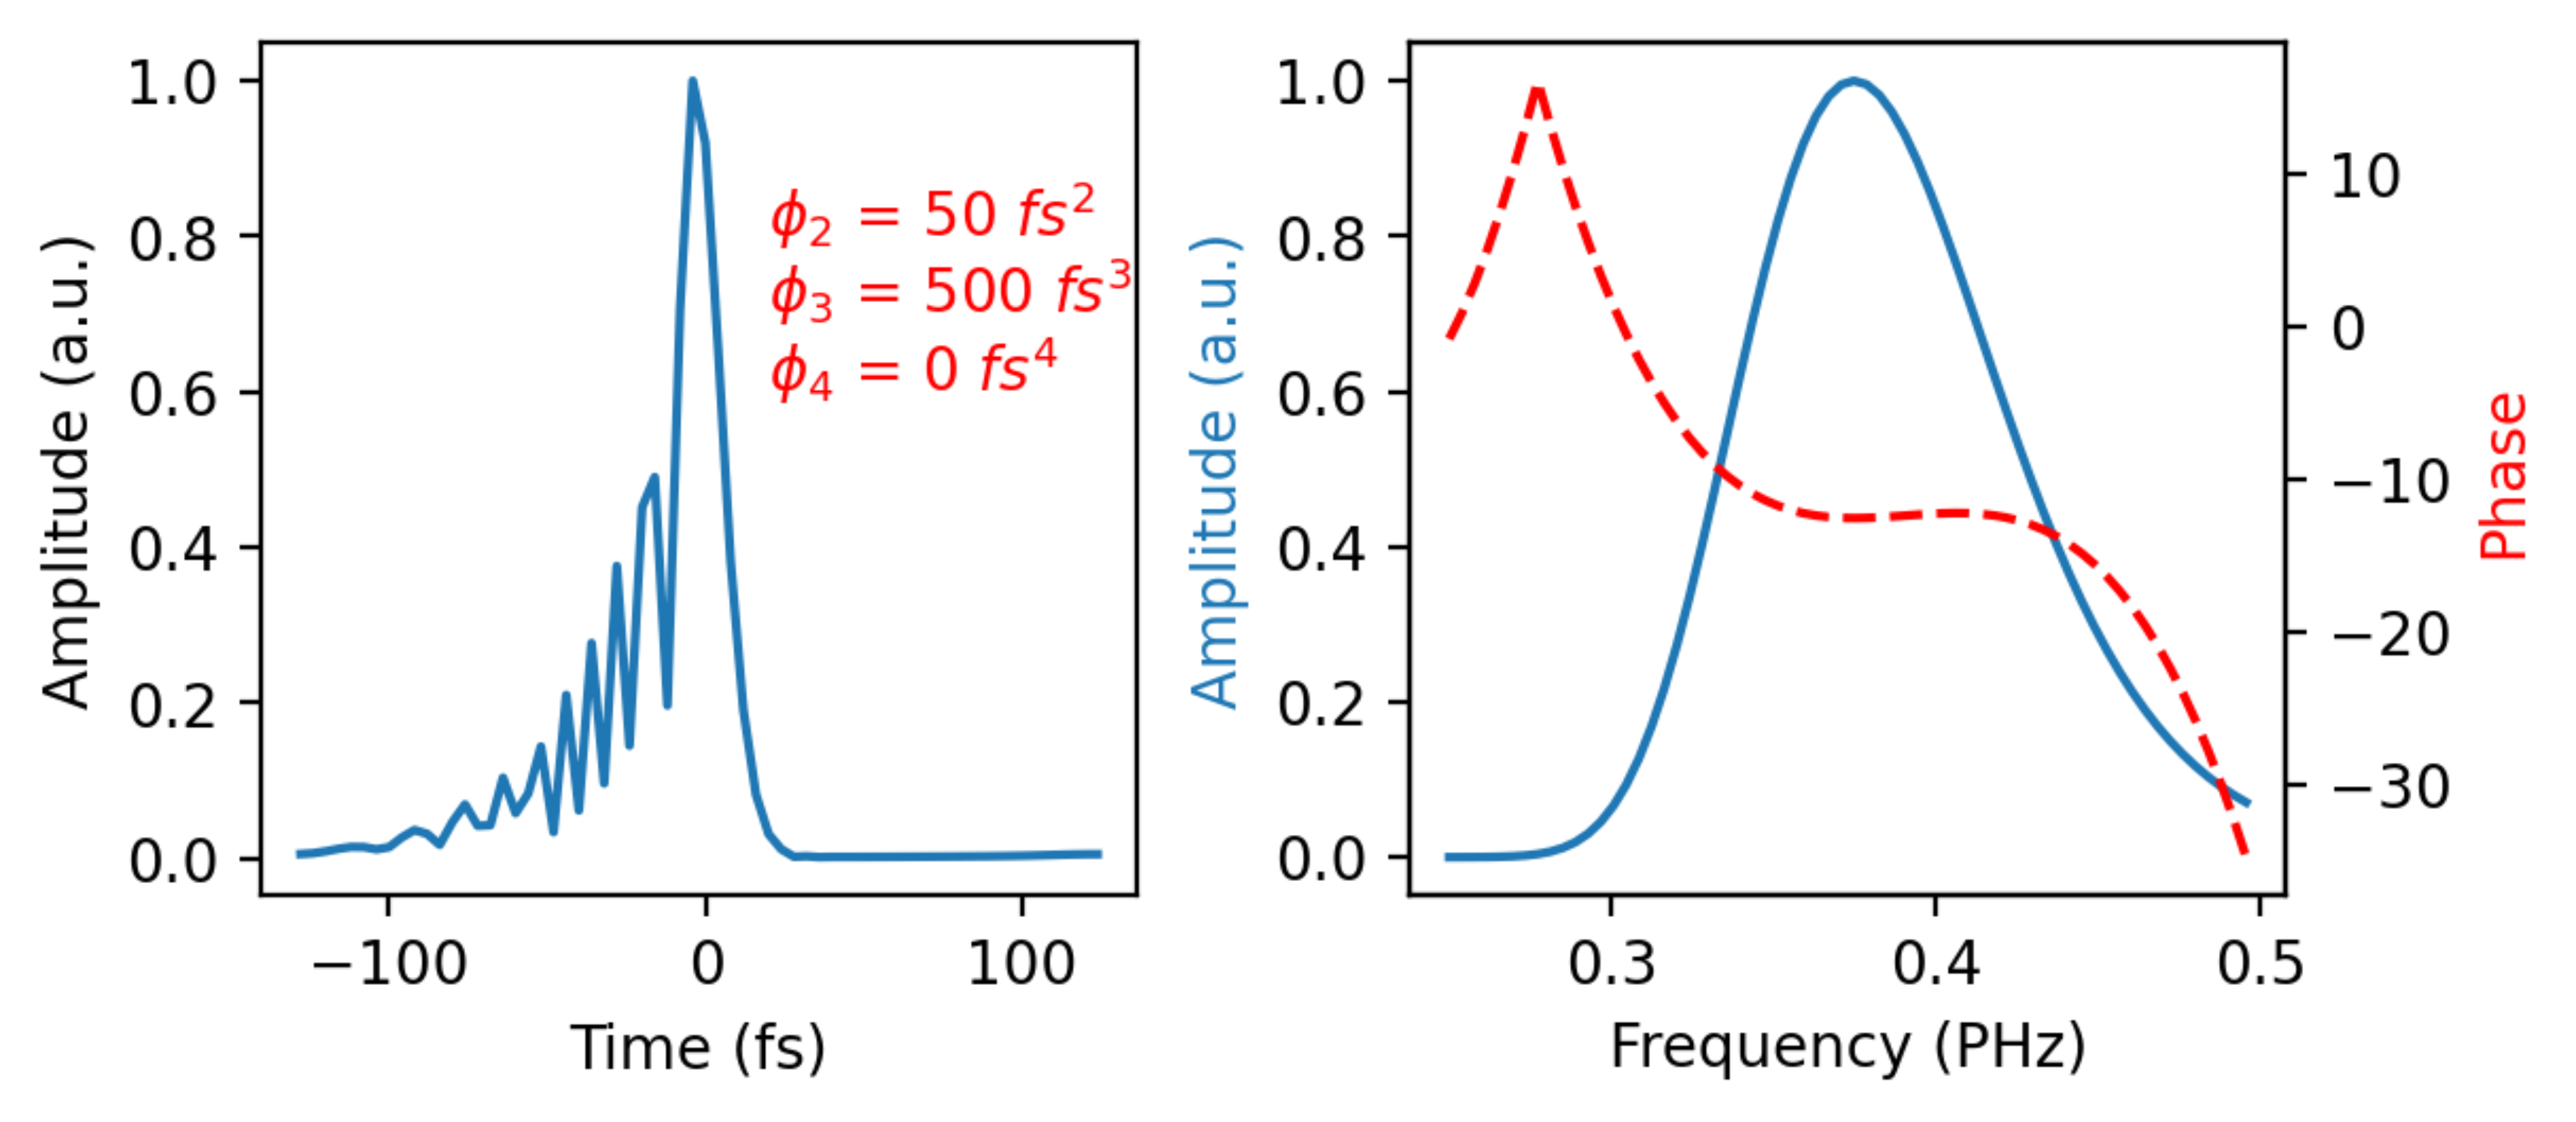 Amplitude (a.u.)
1.0
0.8
0.6
0.4
0.2
0.0
ϕ₂ = 50 fs²
ϕ₃ = 500 fs³
ϕ₄ = 0 fs⁴
−100 0 100
Time (fs)
Amplitude (a.u.)
1.0
0.8
0.6
0.4
0.2
0.0
10
0
−10
−20
−30
Phase
0.3 0.4 0.5
Frequency (PHz)